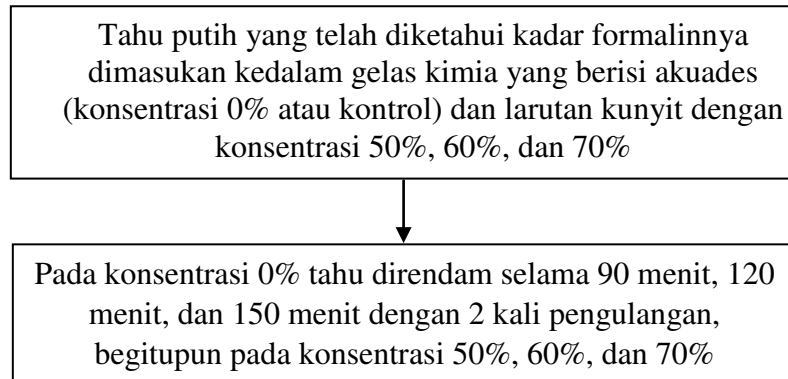 Tahu putih yang telah diketahui kadar formalinnya
dimasukan kedalam gelas kimia yang berisi akuades
(konsentrasi 0% atau kontrol) dan larutan kunyit dengan
konsentrasi 50%, 60%, dan 70%
Pada konsentrasi 0% tahu direndam selama 90 menit, 120
menit, dan 150 menit dengan 2 kali pengulangan,
begitupun pada konsentrasi 50%, 60%, dan 70%